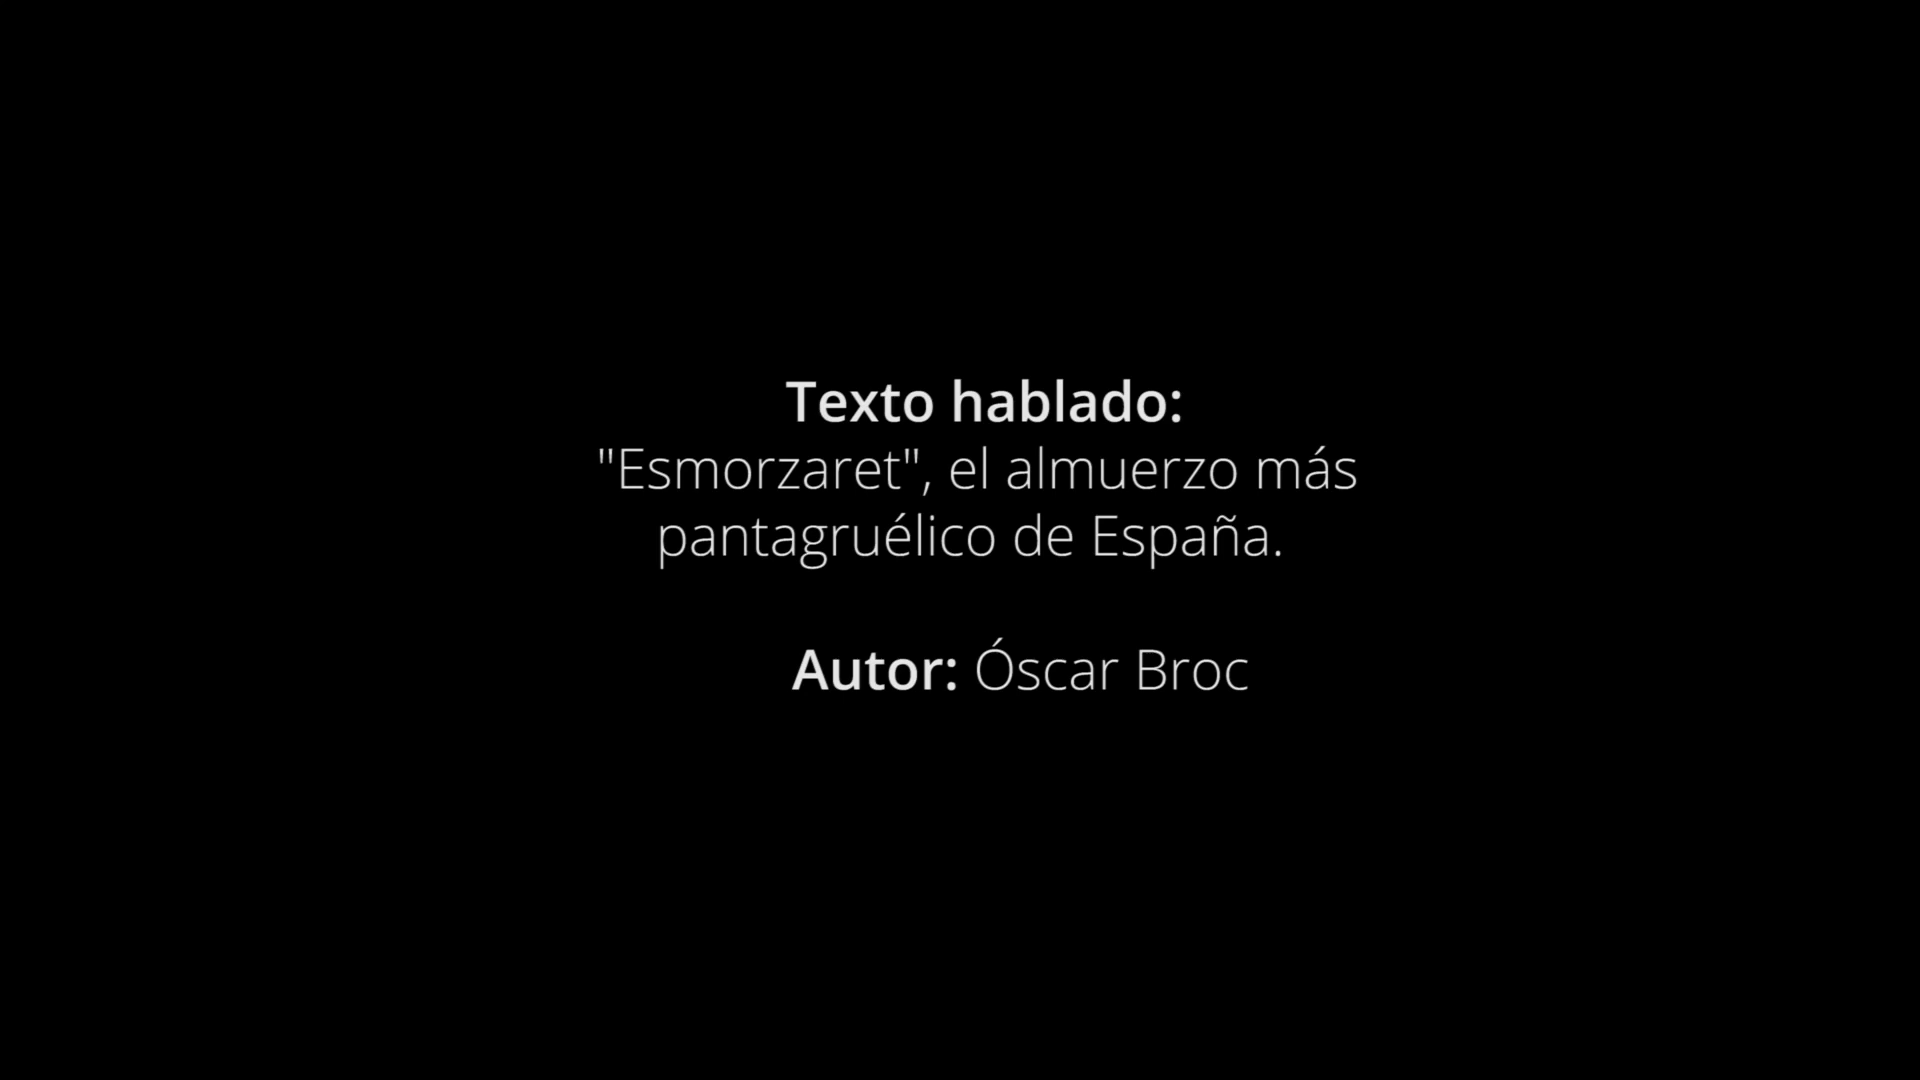 Texto hablado:
"Esmorzaret", el almuerzo más
pantagruélico de España.
Autor: Óscar Broc